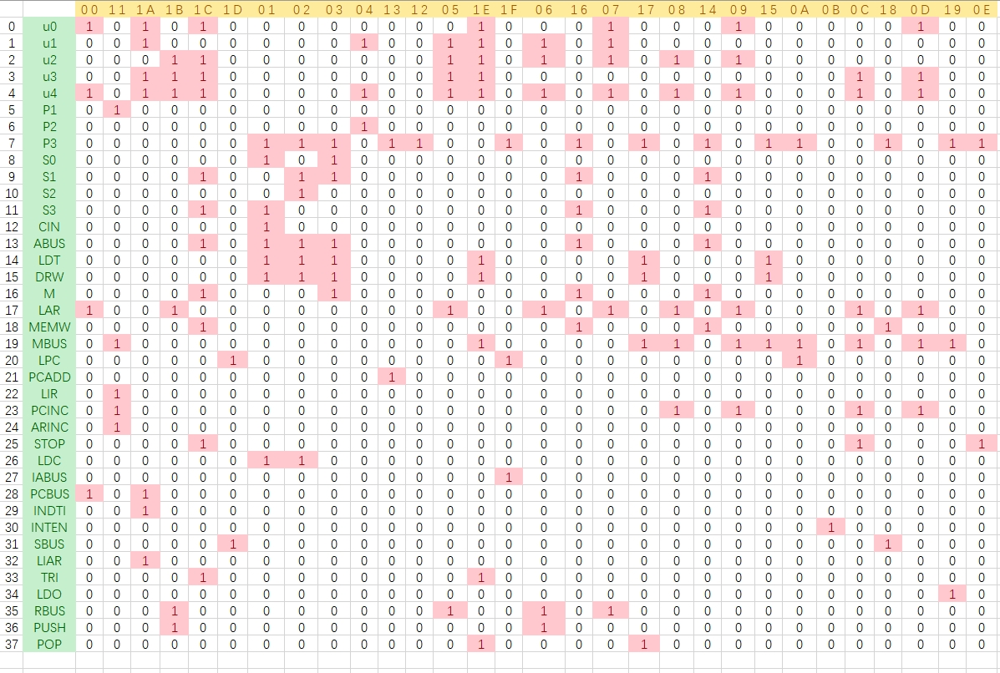 00 11 1A 1B 1C 1D 01 02 03 04 13 12 05 1E 1F 06 16 07 17 08 14 09 15 0A 0B 0C 18 0D 19 0E
0 u0 1 0 1 0 1 0 0 0 0 0 0 0 0 1 0 0 0 1 0 0 0 1 0 0 0 0 0 1 0 0
1 u1 0 0 1 0 0 0 0 0 0 1 0 0 1 1 0 1 0 1 0 0 0 0 0 0 0 0 0 0 0 0
2 u2 0 0 0 1 1 0 0 0 0 0 0 0 1 1 0 1 0 1 0 1 0 1 0 0 0 0 0 0 0 0
3 u3 0 0 1 1 1 0 0 0 0 0 0 0 1 1 0 0 0 0 0 0 0 0 0 0 0 1 0 1 0 0
4 u4 1 0 1 1 1 0 0 0 0 1 0 0 1 1 0 1 0 1 0 1 0 1 0 0 0 1 0 1 0 0
5 P1 0 1 0 0 0 0 0 0 0 0 0 0 0 0 0 0 0 0 0 0 0 0 0 0 0 0 0 0 0 0
6 P2 0 0 0 0 0 0 0 0 0 1 0 0 0 0 0 0 0 0 0 0 0 0 0 0 0 0 0 0 0 0
7 P3 0 0 0 0 0 0 1 1 1 0 1 1 0 0 1 0 1 0 1 0 1 0 1 1 0 0 1 0 1 1
8 S0 0 0 0 0 0 0 1 0 1 0 0 0 0 0 0 0 0 0 0 0 0 0 0 0 0 0 0 0 0 0
9 S1 0 0 0 0 1 0 0 1 1 0 0 0 0 0 0 0 1 0 0 0 1 0 0 0 0 0 0 0 0 0
10 S2 0 0 0 0 0 0 0 1 0 0 0 0 0 0 0 0 0 0 0 0 0 0 0 0 0 0 0 0 0 0
11 S3 0 0 0 0 1 0 1 0 0 0 0 0 0 0 0 0 1 0 0 0 1 0 0 0 0 0 0 0 0 0
12 CIN 0 0 0 0 0 0 1 0 0 0 0 0 0 0 0 0 0 0 0 0 0 0 0 0 0 0 0 0 0 0
13 ABUS 0 0 0 0 1 0 1 1 1 0 0 0 0 0 0 0 1 0 0 0 1 0 0 0 0 0 0 0 0 0
14 LDT 0 0 0 0 0 0 1 1 1 0 0 0 0 1 0 0 0 0 1 0 0 0 1 0 0 0 0 0 0 0
15 DRW 0 0 0 0 0 0 1 1 1 0 0 0 0 1 0 0 0 0 1 0 0 0 1 0 0 0 0 0 0 0
16 M 0 0 0 0 1 0 0 0 1 0 0 0 0 0 0 0 1 0 0 0 1 0 0 0 0 0 0 0 0 0
17 LAR 1 0 0 1 0 0 0 0 0 0 0 0 1 0 0 1 0 1 0 1 0 1 0 0 0 1 0 1 0 0
18 MEMW 0 0 0 0 1 0 0 0 0 0 0 0 0 0 0 0 1 0 0 0 1 0 0 0 0 0 1 0 0 0
19 MBUS 0 1 0 0 0 0 0 0 0 0 0 0 0 1 0 0 0 0 1 1 0 1 1 1 0 1 0 1 1 0
20 LPC 0 0 0 0 0 1 0 0 0 0 0 0 0 0 1 0 0 0 0 0 0 0 0 1 0 0 0 0 0 0
21 PCADD 0 0 0 0 0 0 0 0 0 0 1 0 0 0 0 0 0 0 0 0 0 0 0 0 0 0 0 0 0 0
22 LIR 0 1 0 0 0 0 0 0 0 0 0 0 0 0 0 0 0 0 0 0 0 0 0 0 0 0 0 0 0 0
23 PCINC 0 1 0 0 0 0 0 0 0 0 0 0 0 0 0 0 0 0 0 1 0 1 0 0 0 1 0 1 0 0
24 ARINC 0 1 0 0 0 0 0 0 0 0 0 0 0 0 0 0 0 0 0 0 0 0 0 0 0 0 0 0 0 0
25 STOP 0 0 0 0 1 0 0 0 0 0 0 0 0 0 0 0 0 0 0 0 0 0 0 0 0 1 0 0 0 1
26 LDC 0 0 0 0 0 0 1 1 0 0 0 0 0 0 0 0 0 0 0 0 0 0 0 0 0 0 0 0 0 0
27 IABUS 0 0 0 0 0 0 0 0 0 0 0 0 0 0 1 0 0 0 0 0 0 0 0 0 0 0 0 0 0 0
28 PCBUS 1 0 1 0 0 0 0 0 0 0 0 0 0 0 0 0 0 0 0 0 0 0 0 0 0 0 0 0 0 0
29 INDTI 0 0 1 0 0 0 0 0 0 0 0 0 0 0 0 0 0 0 0 0 0 0 0 0 0 0 0 0 0 0
30 INTEN 0 0 0 0 0 0 0 0 0 0 0 0 0 0 0 0 0 0 0 0 0 0 0 0 1 0 0 0 0 0
31 SBUS 0 0 0 0 0 1 0 0 0 0 0 0 0 0 0 0 0 0 0 0 0 0 0 0 0 0 1 0 0 0
32 LIAR 0 0 1 0 0 0 0 0 0 0 0 0 0 0 0 0 0 0 0 0 0 0 0 0 0 0 0 0 0 0
33 TRI 0 0 0 0 1 0 0 0 0 0 0 0 0 1 0 0 0 0 0 0 0 0 0 0 0 0 0 0 0 0
34 LDO 0 0 0 0 0 0 0 0 0 0 0 0 0 0 0 0 0 0 0 0 0 0 0 0 0 0 0 0 1 0
35 RBUS 0 0 0 1 0 0 0 0 0 0 0 0 1 0 0 1 0 1 0 0 0 0 0 0 0 0 0 0 0 0
36 PUSH 0 0 0 1 0 0 0 0 0 0 0 0 0 0 0 1 0 0 0 0 0 0 0 0 0 0 0 0 0 0
37 POP 0 0 0 0 0 0 0 0 0 0 0 0 0 1 0 0 0 0 1 0 0 0 0 0 0 0 0 0 0 0